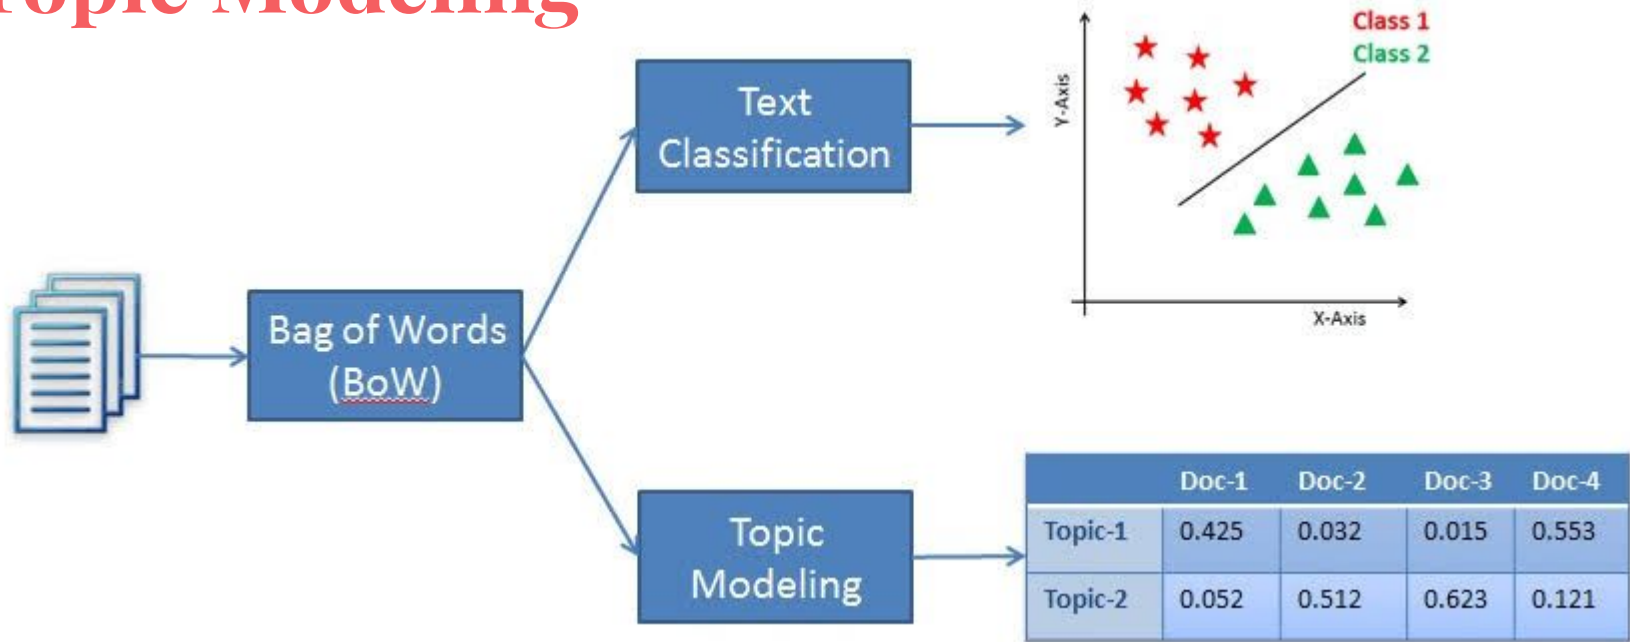 Topic Modeling
Class 1
Class 2
Y-Axis
X-Axis
Text
Classification
Bag of Words
(BoW)
Topic
Modeling
Doc-1 Doc-2 Doc-3 Doc-4
Topic-1 0.425 0.032 0.015 0.553
Topic-2 0.052 0.512 0.623 0.121